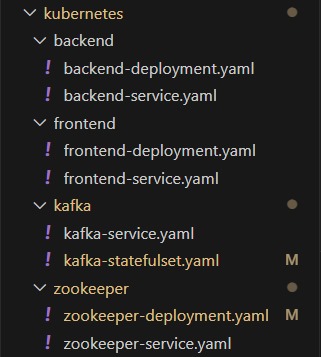 kubernetes
backend
! backend-deployment.yaml
! backend-service.yaml
frontend
! frontend-deployment.yaml
! frontend-service.yaml
kafka
! kafka-service.yaml
! kafka-statefulset.yaml M
zookeeper
! zookeeper-deployment.yaml M
! zookeeper-service.yaml